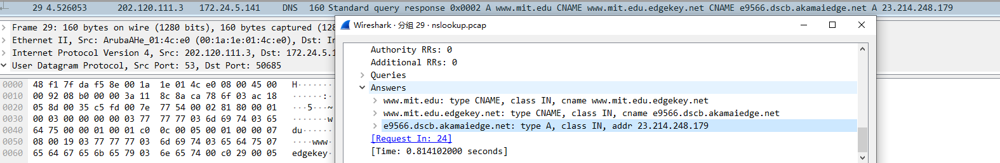 29 4.526053 202.120.111.3 172.24.5.141 DNS 160 Standard query response 0x0002 A www.mit.edu CNAME www.mit.edu.edgekey.net CNAME e9566.dscb.akamaiedge.net A 23.214.248.179
Frame 29: 160 bytes on wire (1280 bits), 160 bytes captured (128
Ethernet II, Src: ArubaAHe_01:4c:e0 (00:1a:1e:01:4c:e0), Dst: In
Internet Protocol Version 4, Src: 202.120.111.3, Dst: 172.24.5.1
User Datagram Protocol, Src Port: 53, Dst Port: 50685
0000 48 f1 7f da f5 8e 00 1a 1e 01 4c e0 08 00 45 00 H·······
0010 00 92 08 b0 00 00 3a 11 8c 8a ca 78 6f 03 ac 18 ······:·
0020 05 8d 00 35 c5 fd 00 7e 77 54 00 02 81 80 00 01 ···5···~
0030 00 03 00 00 00 00 03 77 77 77 03 6d 69 74 03 65 ·······w
0040 64 75 00 00 01 00 01 c0 0c 00 05 00 01 00 00 07 du······
0050 08 00 19 03 77 77 77 03 6d 69 74 03 65 64 75 07 ····www·
0060 65 64 67 65 6b 65 79 03 6e 65 74 00 c0 29 00 05 edgekey·
Wireshark · 分组 29 · nslookup.pcap
Authority RRs: 0
Additional RRs: 0
Queries
Answers
www.mit.edu: type CNAME, class IN, cname www.mit.edu.edgekey.net
www.mit.edu.edgekey.net: type CNAME, class IN, cname e9566.dscb.akamaiedge.net
e9566.dscb.akamaiedge.net: type A, class IN, addr 23.214.248.179
[Request In: 24]
[Time: 0.814102000 seconds]